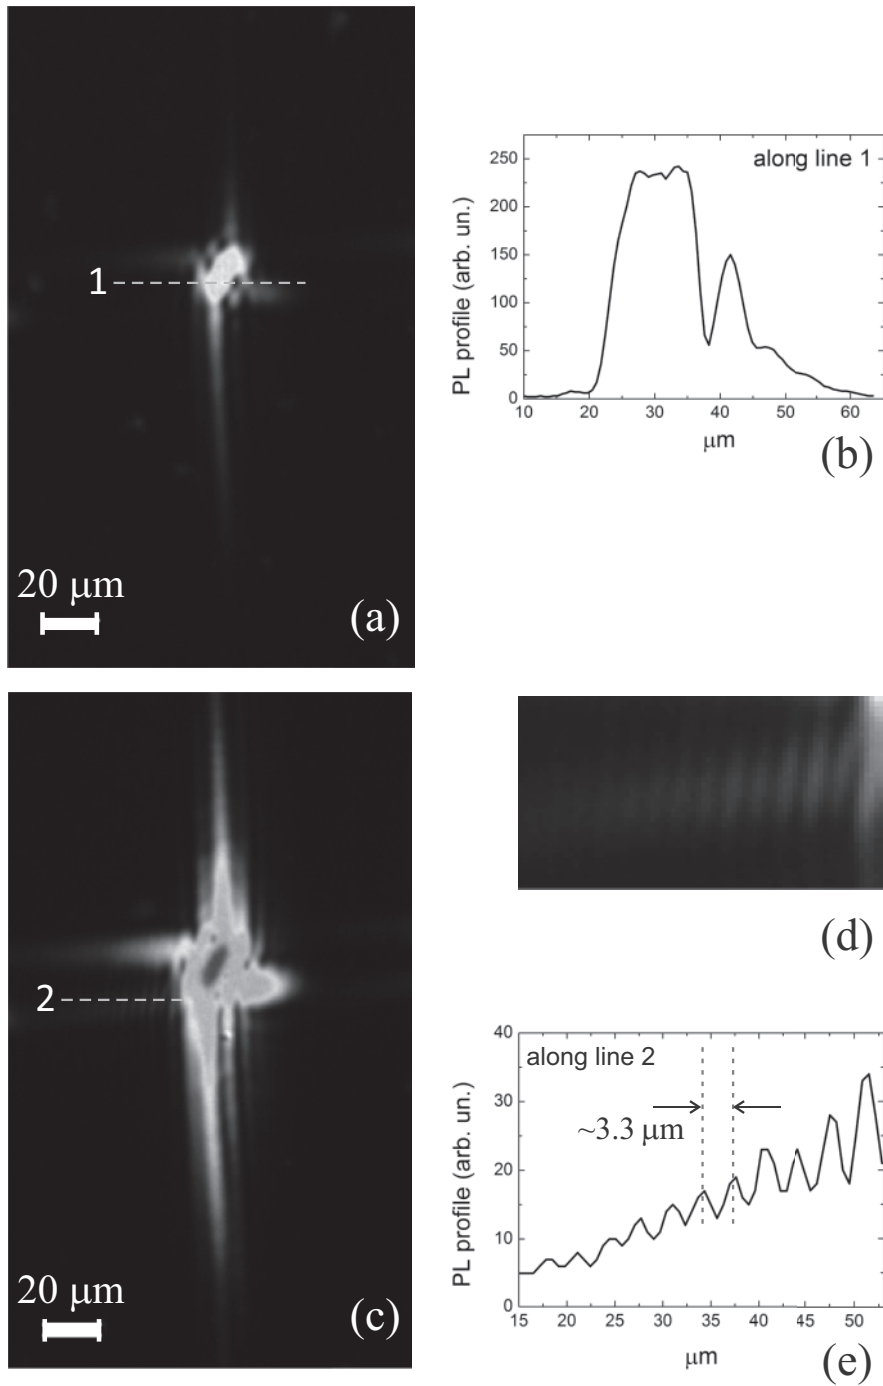 1
20 μm
(a)
along line 1
PL profile (arb. un.)
250
200
150
100
50
0
10 20 30 40 50 60
μm
(b)
2
20 μm
(c)
(d)
along line 2
~3.3 μm
PL profile (arb. un.)
40
30
20
10
0
15 20 25 30 35 40 45 50
μm
(e)